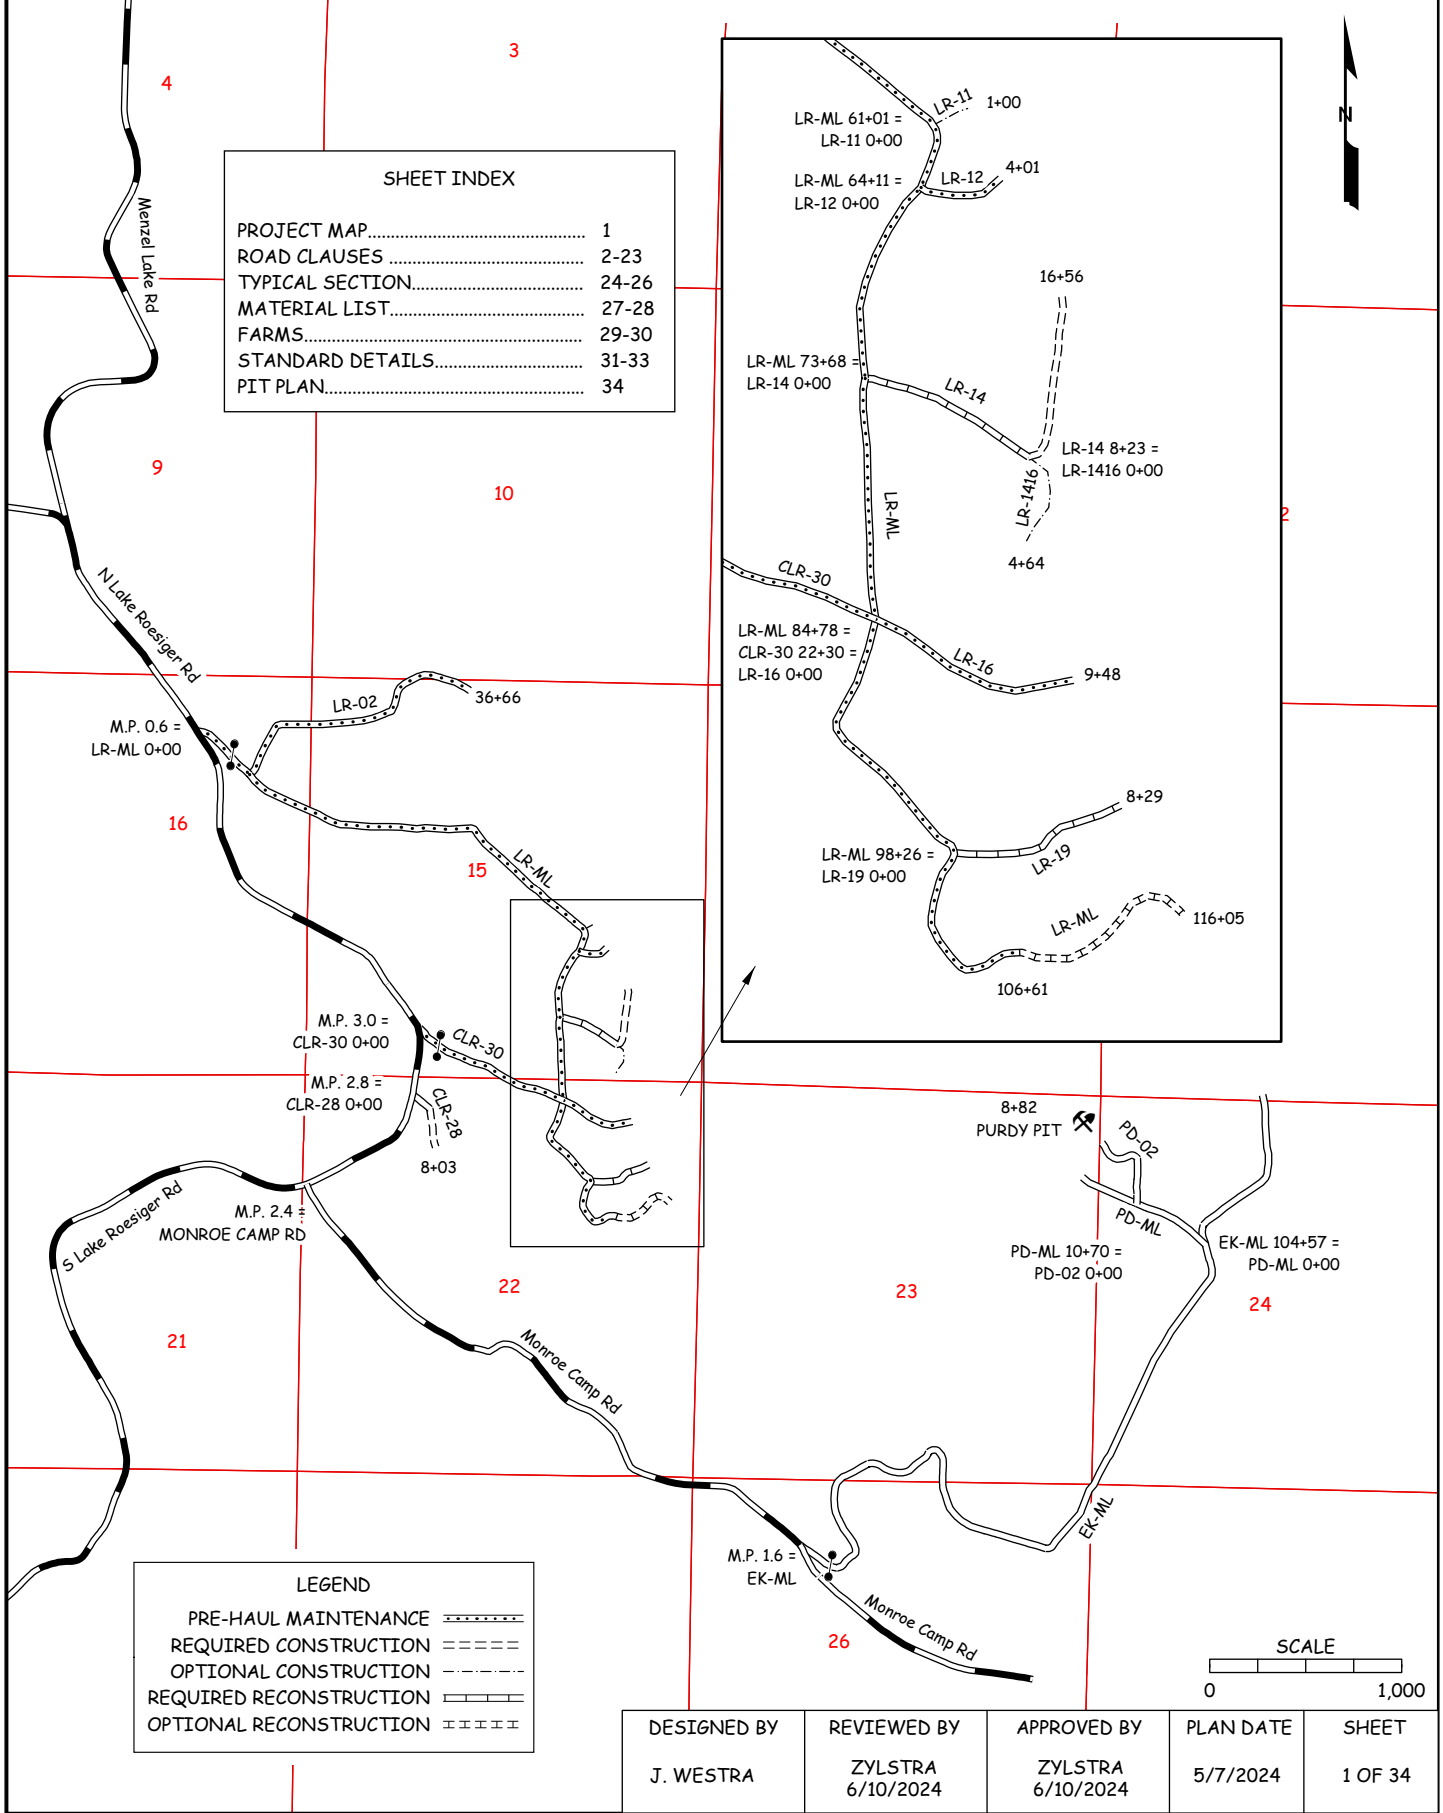 4
3
N
Menzel Lake Rd
SHEET INDEX
PROJECT MAP.......................................... 1
ROAD CLAUSES ...................................... 2-23
TYPICAL SECTION................................. 24-26
MATERIAL LIST...................................... 27-28
FARMS...................................................... 29-30
STANDARD DETAILS............................. 31-33
PIT PLAN.................................................. 34
LR-11
1+00
LR-ML 61+01 =
LR-11 0+00
LR-12
4+01
LR-ML 64+11 =
LR-12 0+00
16+56
LR-ML 73+68 =
LR-14 0+00
LR-14
LR-14 8+23 =
LR-1416 0+00
LR-1416
4+64
LR-ML
CLR-30
LR-ML 84+78 =
CLR-30 22+30 =
LR-16 0+00
LR-16
9+48
8+29
LR-ML 98+26 =
LR-19 0+00
LR-19
LR-ML
116+05
106+61
9
10
2
N Lake Roesiger Rd
LR-02
36+66
M.P. 0.6 =
LR-ML 0+00
16
15
LR-ML
M.P. 3.0 =
CLR-30 0+00
CLR-30
M.P. 2.8 =
CLR-28 0+00
CLR-28
8+03
S Lake Roesiger Rd
M.P. 2.4 =
MONROE CAMP RD
8+82
PURDY PIT
PD-02
PD-ML
PD-ML 10+70 =
PD-02 0+00
EK-ML 104+57 =
PD-ML 0+00
21
22
23
24
Monroe Camp Rd
EK-ML
M.P. 1.6 =
EK-ML
Monroe Camp Rd
26
LEGEND
PRE-HAUL MAINTENANCE
REQUIRED CONSTRUCTION
OPTIONAL CONSTRUCTION
REQUIRED RECONSTRUCTION
OPTIONAL RECONSTRUCTION
SCALE
0 1,000
DESIGNED BY
J. WESTRA
REVIEWED BY
ZYLSTRA
6/10/2024
APPROVED BY
ZYLSTRA
6/10/2024
PLAN DATE
5/7/2024
SHEET
1 OF 34